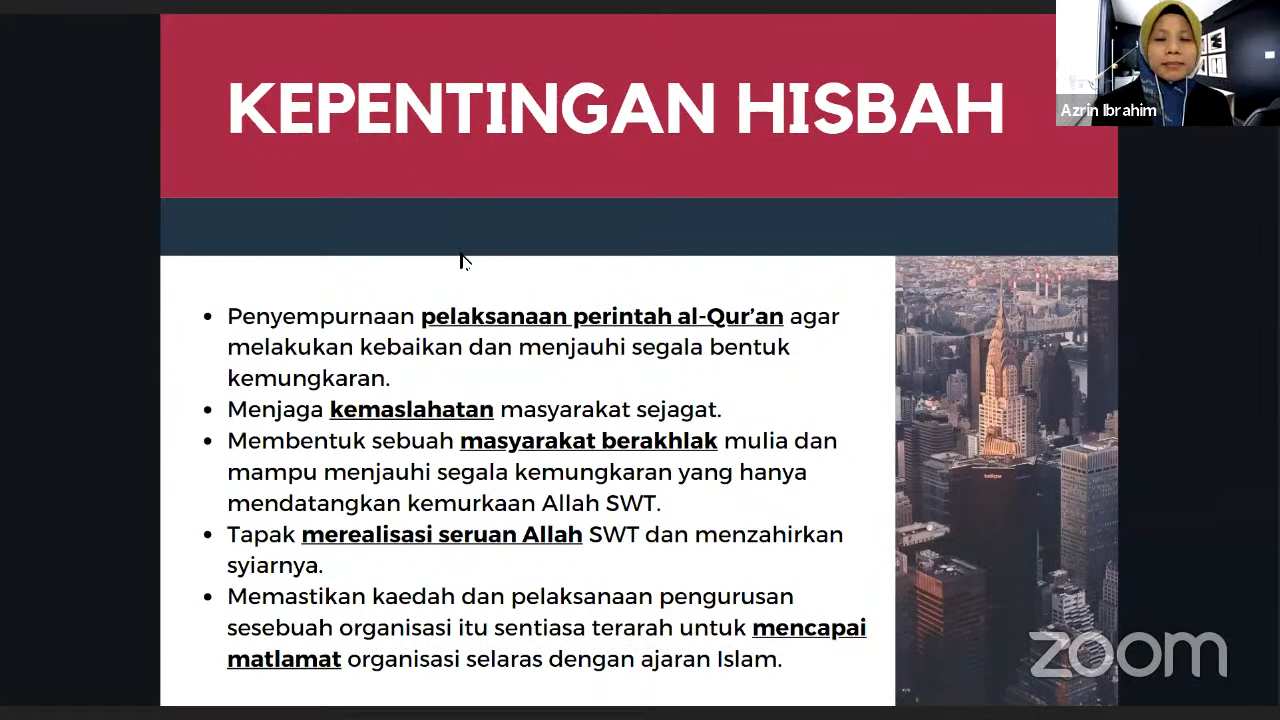 KEPENTINGAN HISBAH
Azrin Ibrahim
• Penyempurnaan pelaksanaan perintah al-Qur’an agar
melakukan kebaikan dan menjauhi segala bentuk
kemungkaran.
• Menjaga kemaslahatan masyarakat sejagat.
• Membentuk sebuah masyarakat berakhlak mulia dan
mampu menjauhi segala kemungkaran yang hanya
mendatangkan kemurkaan Allah SWT.
• Tapak merealisasi seruan Allah SWT dan menzahirkan
syiarnya.
• Memastikan kaedah dan pelaksanaan pengurusan
sesebuah organisasi itu sentiasa terarah untuk mencapai
matlamat organisasi selaras dengan ajaran Islam.
zoom